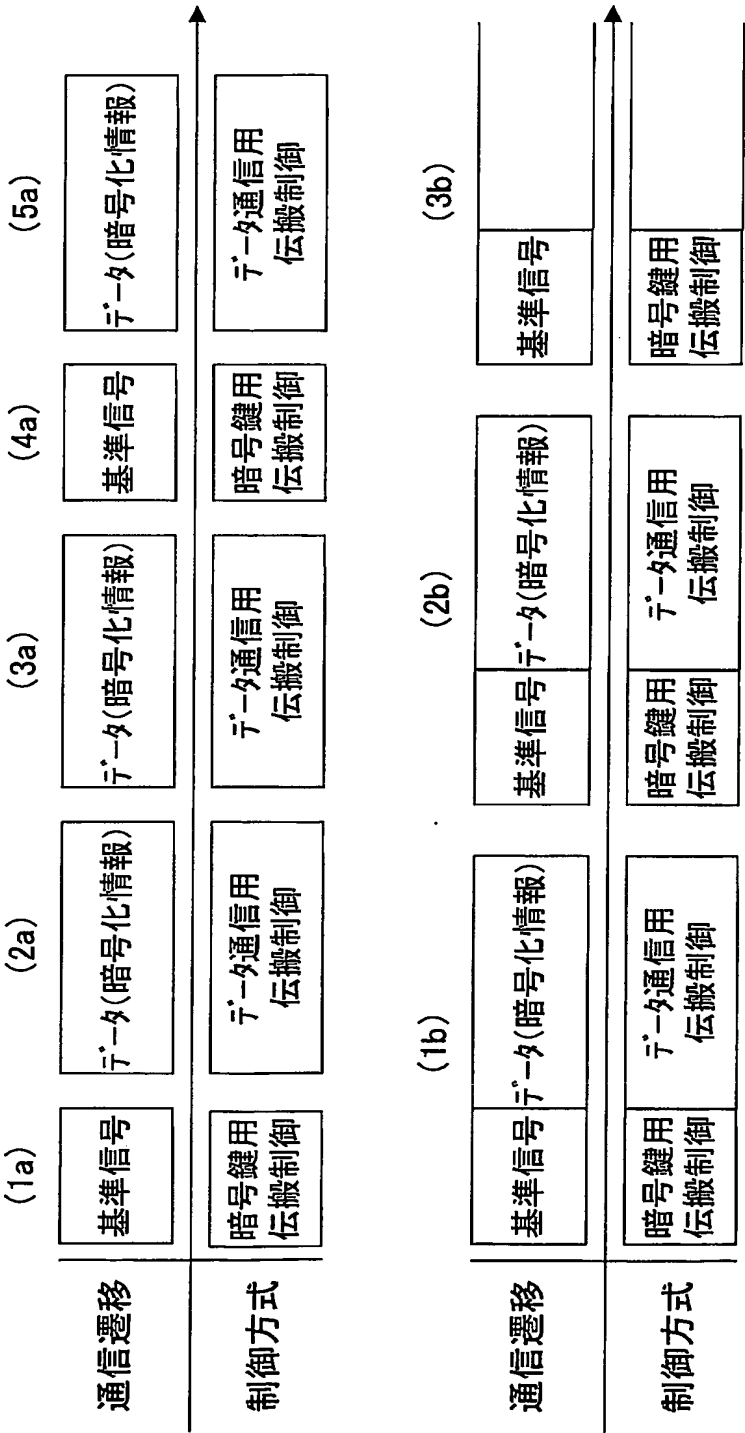 (1a)
(2a)
(3a)
(4a)
(5a)
通信遷移
基準信号
データ(暗号化情報)
データ(暗号化情報)
基準信号
データ(暗号化情報)
制御方式
暗号鍵用
伝搬制御
データ通信用
伝搬制御
データ通信用
伝搬制御
暗号鍵用
伝搬制御
データ通信用
伝搬制御
(1b)
(2b)
(3b)
通信遷移
基準信号
データ(暗号化情報)
基準信号
データ(暗号化情報)
基準信号
制御方式
暗号鍵用
伝搬制御
データ通信用
伝搬制御
暗号鍵用
伝搬制御
データ通信用
伝搬制御
暗号鍵用
伝搬制御